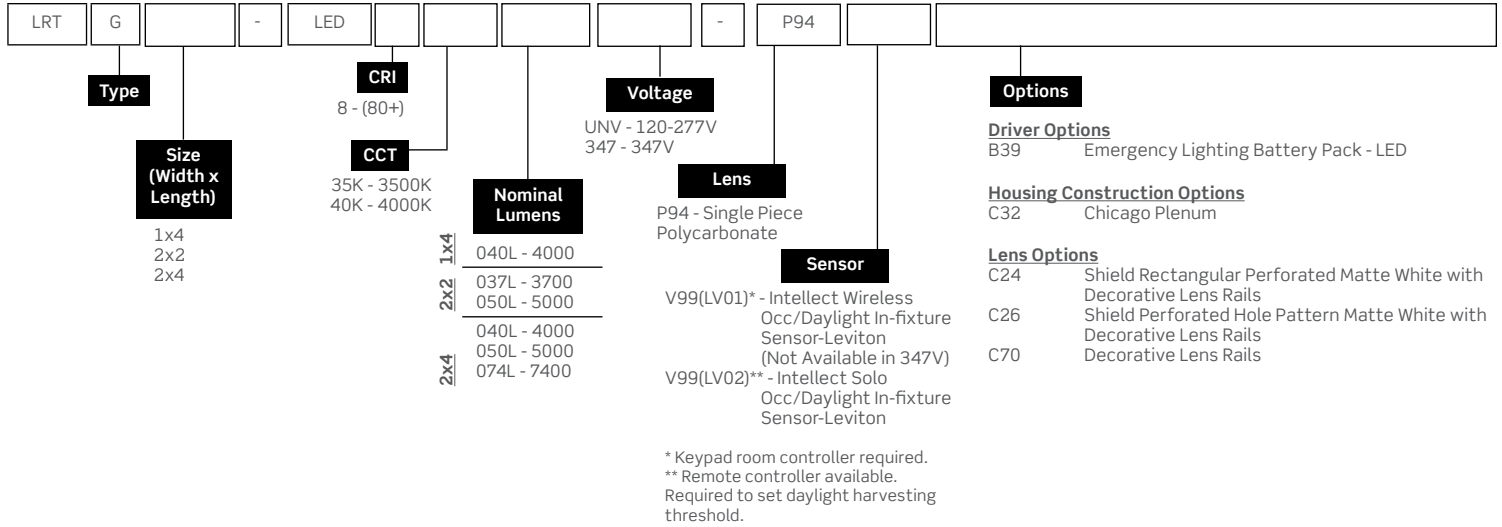 LRT G - LED - P94
Type
Size
(Width x
Length)
1x4
2x2
2x4
CRI
8 - (80+)
CCT
35K - 3500K
40K - 4000K
Nominal
Lumens
1x4
040L - 4000
2x2
037L - 3700
050L - 5000
2x4
040L - 4000
050L - 5000
074L - 7400
Voltage
UNV - 120-277V
347 - 347V
Lens
P94 - Single Piece
Polycarbonate
Sensor
V99(LV01)* - Intellect Wireless
Occ/Daylight In-fixture
Sensor-Leviton
(Not Available in 347V)
V99(LV02)** - Intellect Solo
Occ/Daylight In-fixture
Sensor-Leviton
* Keypad room controller required.
** Remote controller available.
Required to set daylight harvesting
threshold.
Options
Driver Options
B39 Emergency Lighting Battery Pack - LED
Housing Construction Options
C32 Chicago Plenum
Lens Options
C24 Shield Rectangular Perforated Matte White with
Decorative Lens Rails
C26 Shield Perforated Hole Pattern Matte White with
Decorative Lens Rails
C70 Decorative Lens Rails